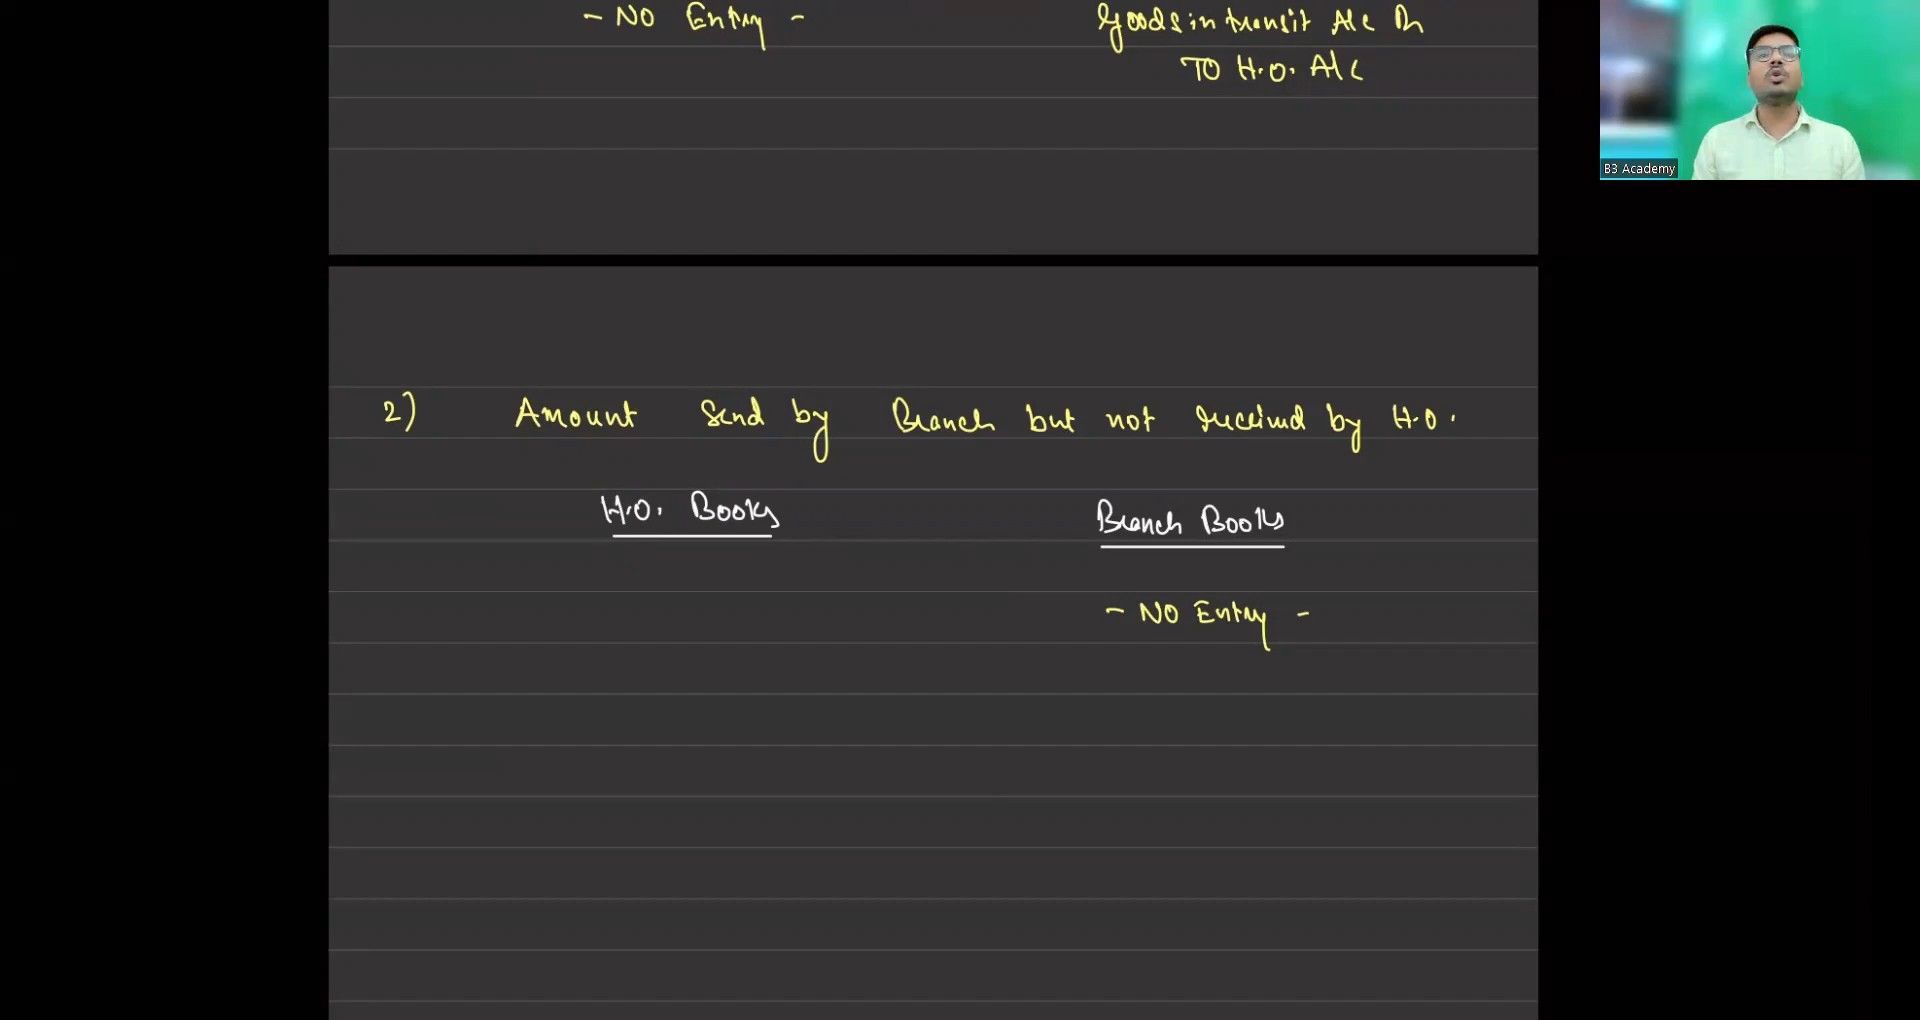 - NO Entry -
Goods in transit A/c Dr
TO H.O. A/c
B3 Academy
2) Amount Send by Branch but not received by H.O.
H.O. Books
Branch Books
- NO Entry -